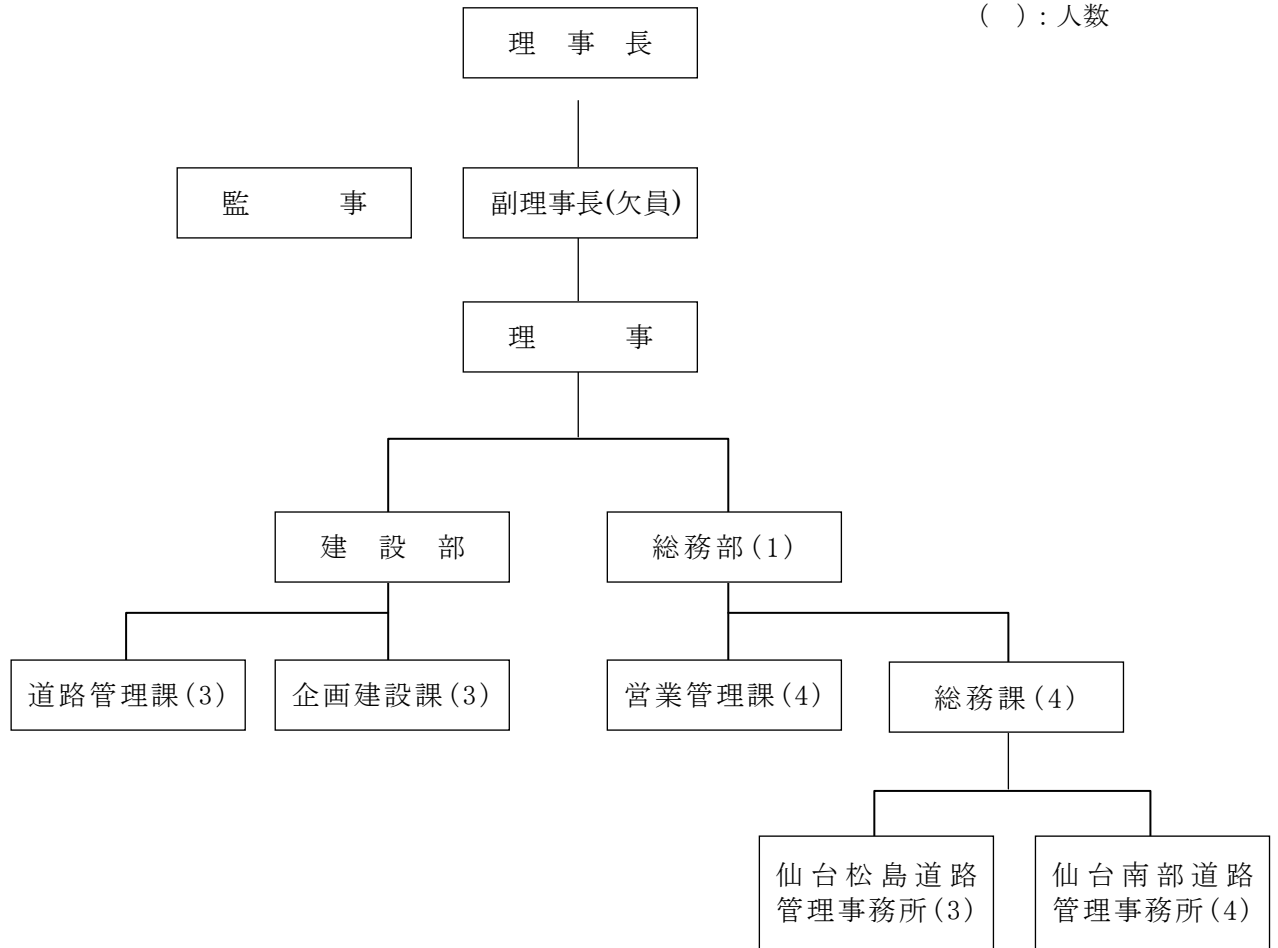 ( ):人数
理 事 長
監 事
副理事長(欠員)
理 事
建 設 部
総務部(1)
道路管理課(3)
企画建設課(3)
営業管理課(4)
総務課(4)
仙台松島道路
管理事務所(3)
仙台南部道路
管理事務所(4)